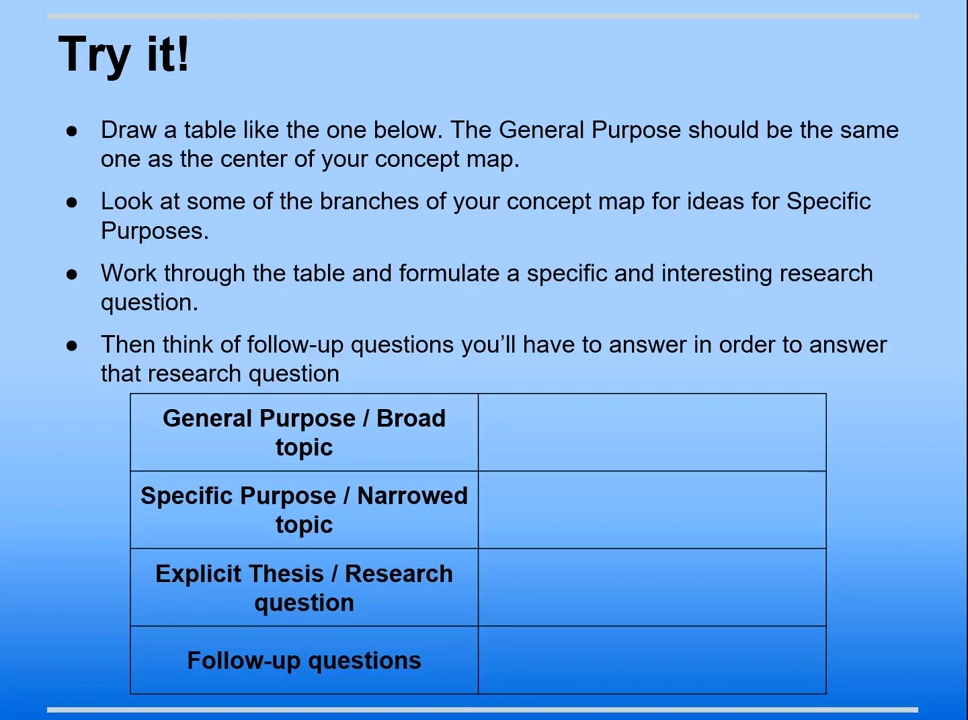 Try it!
● Draw a table like the one below. The General Purpose should be the same
one as the center of your concept map.
● Look at some of the branches of your concept map for ideas for Specific
Purposes.
● Work through the table and formulate a specific and interesting research
question.
● Then think of follow-up questions you’ll have to answer in order to answer
that research question
General Purpose / Broad
topic
Specific Purpose / Narrowed
topic
Explicit Thesis / Research
question
Follow-up questions